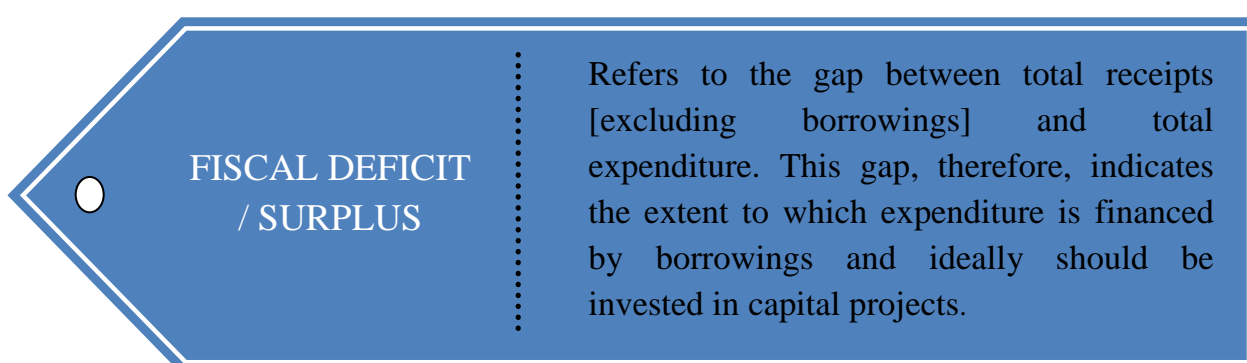 FISCAL DEFICIT
/ SURPLUS
Refers to the gap between total receipts
[excluding borrowings] and total
expenditure. This gap, therefore, indicates
the extent to which expenditure is financed
by borrowings and ideally should be
invested in capital projects.